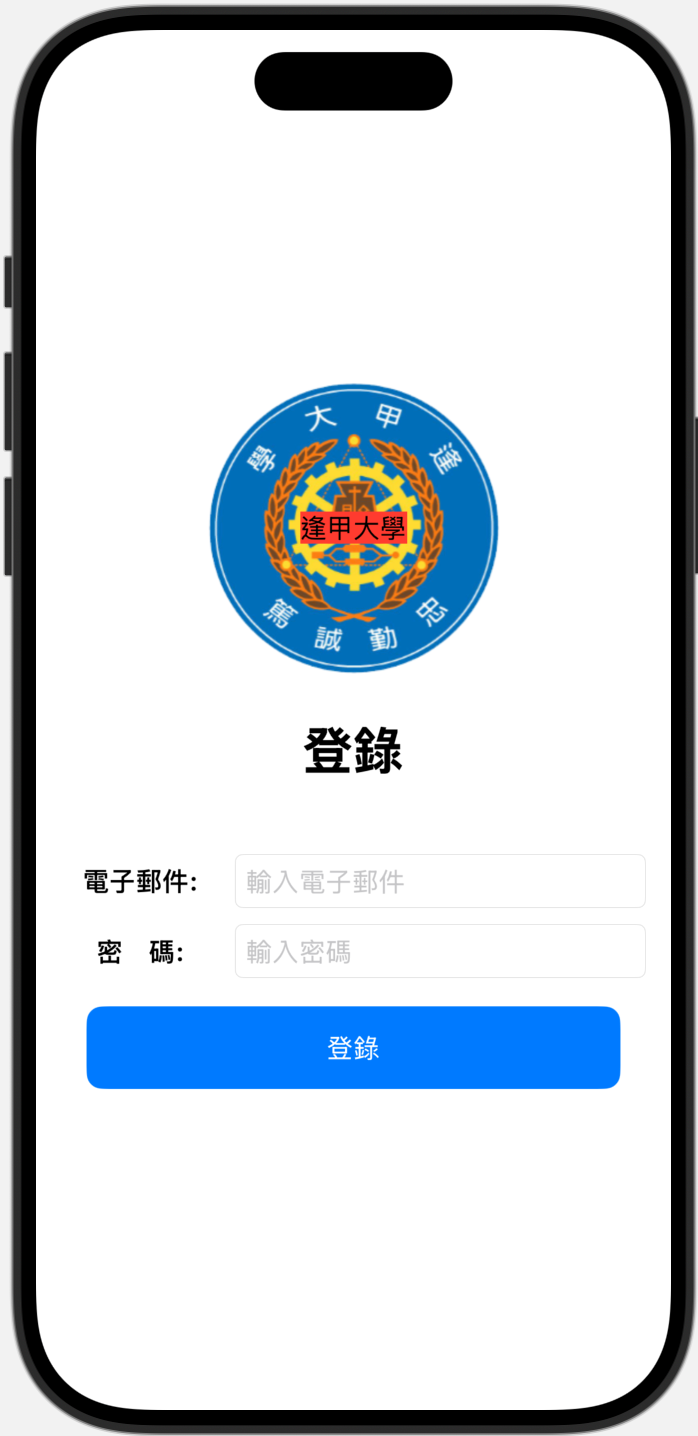 逢甲大學
逢甲大學
忠勤誠篤
登錄
電子郵件:
輸入電子郵件
密 碼:
輸入密碼
登錄